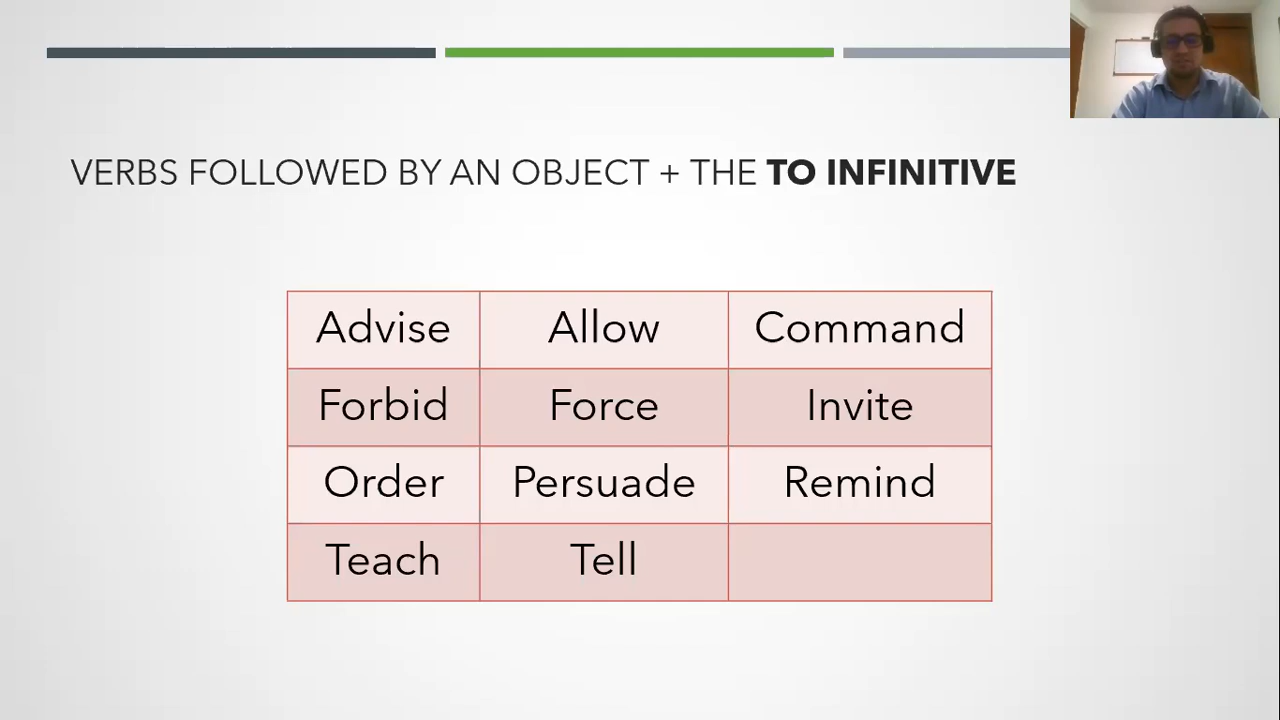 VERBS FOLLOWED BY AN OBJECT + THE TO INFINITIVE
Advise Allow Command
Forbid Force Invite
Order Persuade Remind
Teach Tell